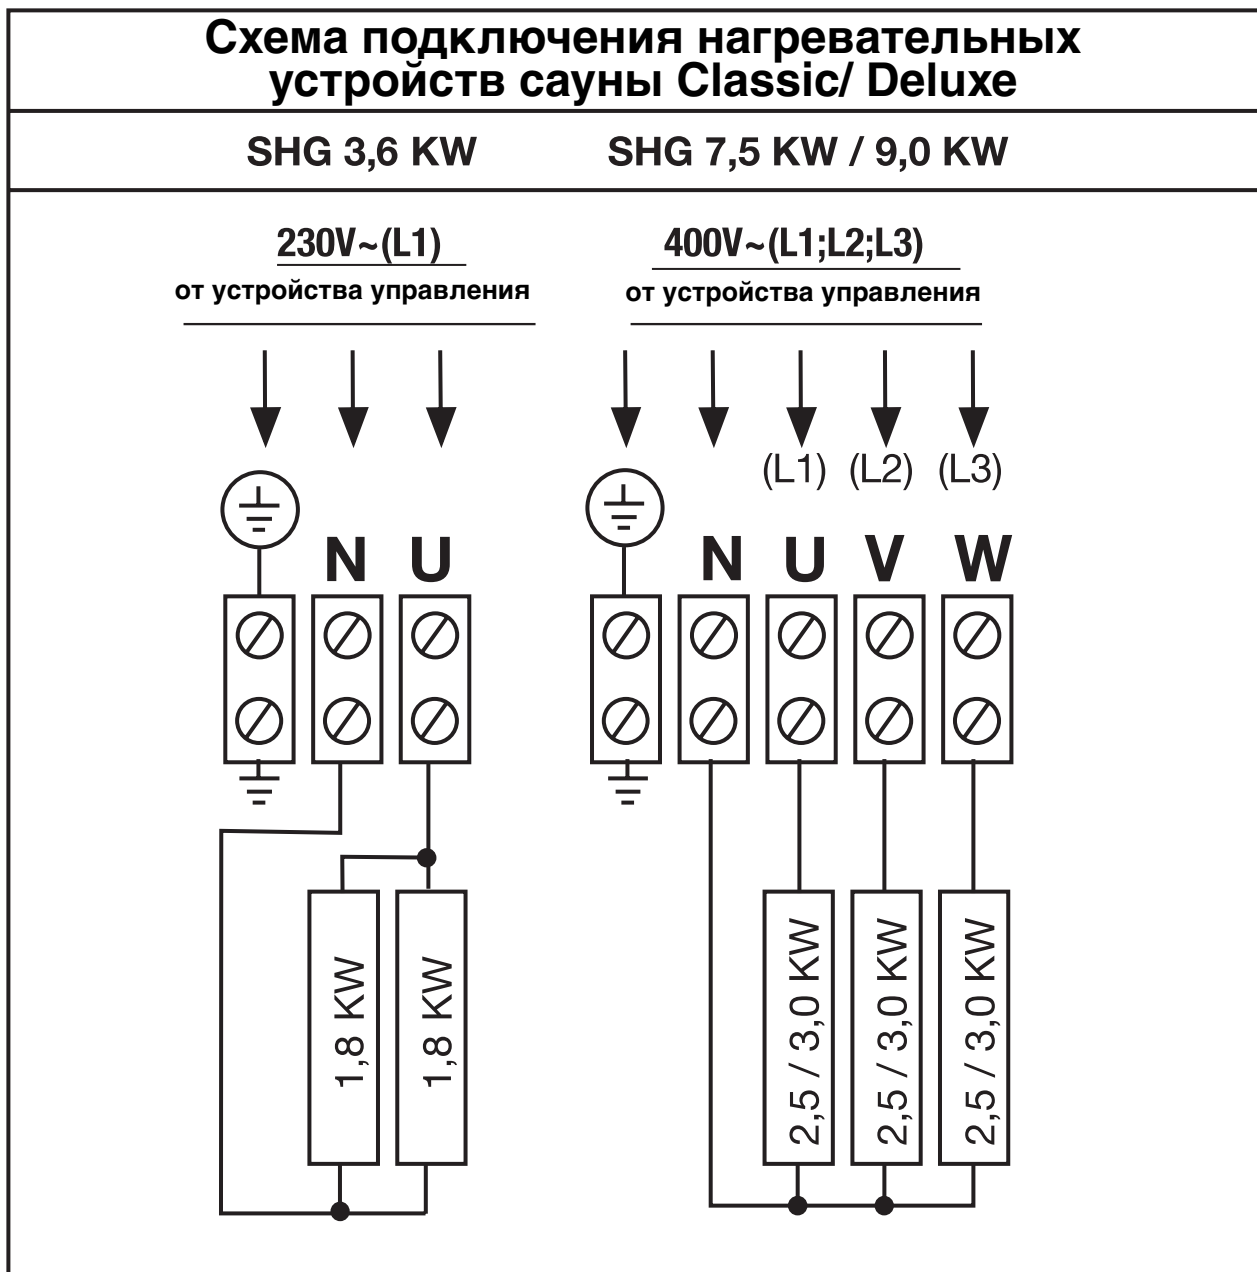 Схема подключения нагревательных
устройств сауны Classic/ Deluxe
SHG 3,6 KW
SHG 7,5 KW / 9,0 KW
230V~(L1)
от устройства управления
400V~(L1;L2;L3)
от устройства управления
(L1) (L2) (L3)
N U
N U V W
1,8 KW
1,8 KW
2,5 / 3,0 KW
2,5 / 3,0 KW
2,5 / 3,0 KW